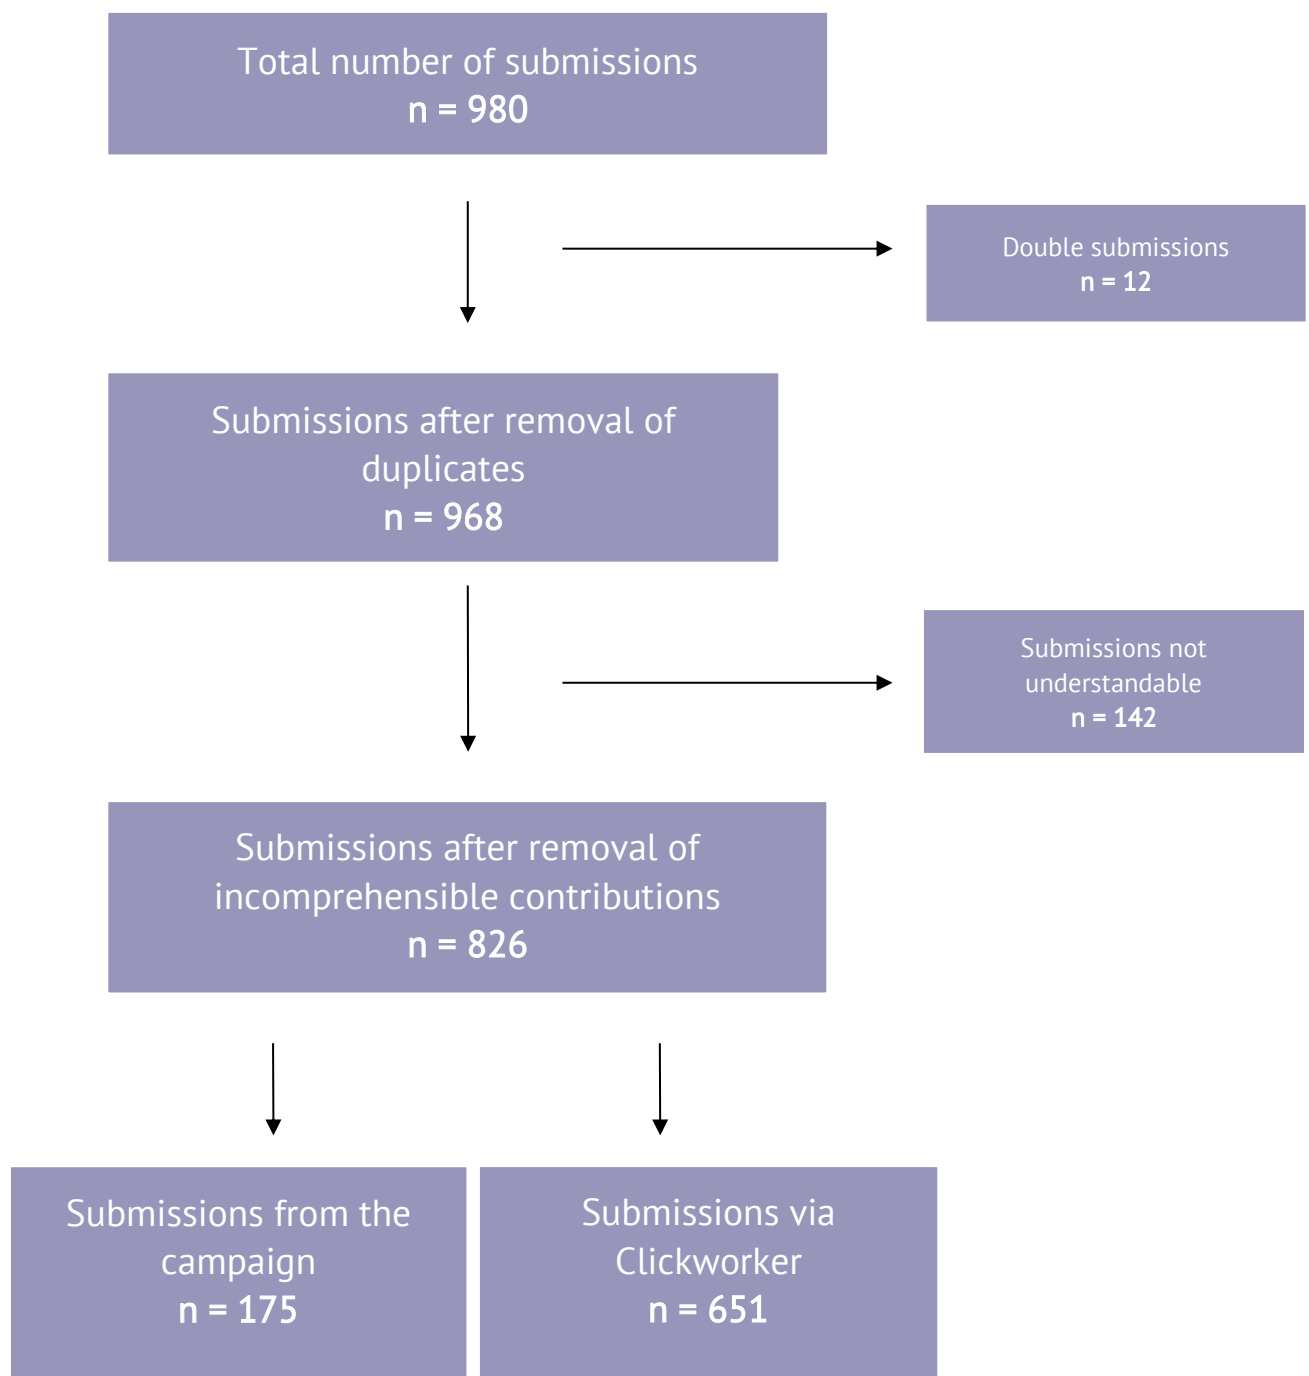 Total number of submissions
n = 980
Double submissions
n = 12
Submissions after removal of
duplicates
n = 968
Submissions not
understandable
n = 142
Submissions after removal of
incomprehensible contributions
n = 826
Submissions from the
campaign
n = 175
Submissions via
Clickworker
n = 651